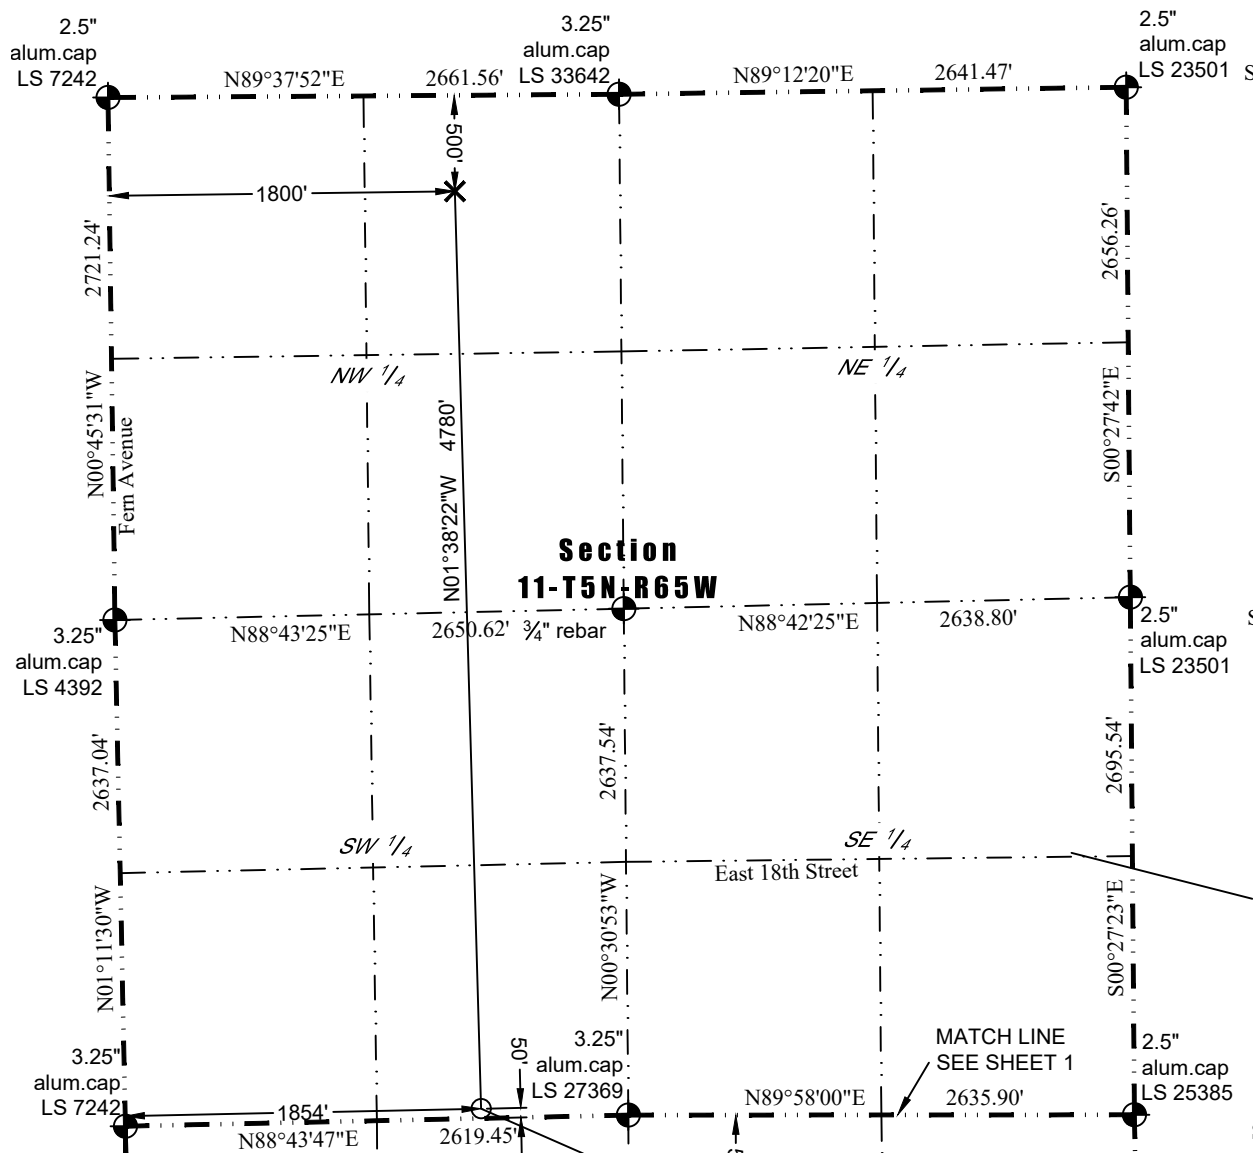 2.5"
alum.cap
LS 7242
N89°37'52"E
2661.56'
3.25"
alum.cap
LS 33642
N89°12'20"E
2641.47'
2.5"
alum.cap
LS 23501
S
500'
1800'
2721.24'
2656.26'
NW 1/4
NE 1/4
N00°45'31"W
Fern Avenue
N01°38'22"W 4780'
S00°27'42"E
Section
11-T5N-R65W
3.25"
alum.cap
LS 4392
N88°43'25"E
2650.62'
3/4" rebar
N88°42'25"E
2638.80'
2.5"
alum.cap
LS 23501
S
2637.04'
2637.54'
2695.54'
SW 1/4
SE 1/4
East 18th Street
N01°11'30"W
N00°30'53"W
S00°27'23"E
3.25"
alum.cap
LS 7242
1854'
50'
3.25"
alum.cap
LS 27369
MATCH LINE
SEE SHEET 1
2.5"
alum.cap
LS 25385
N88°43'47"E
2619.45'
N89°58'00"E
2635.90'